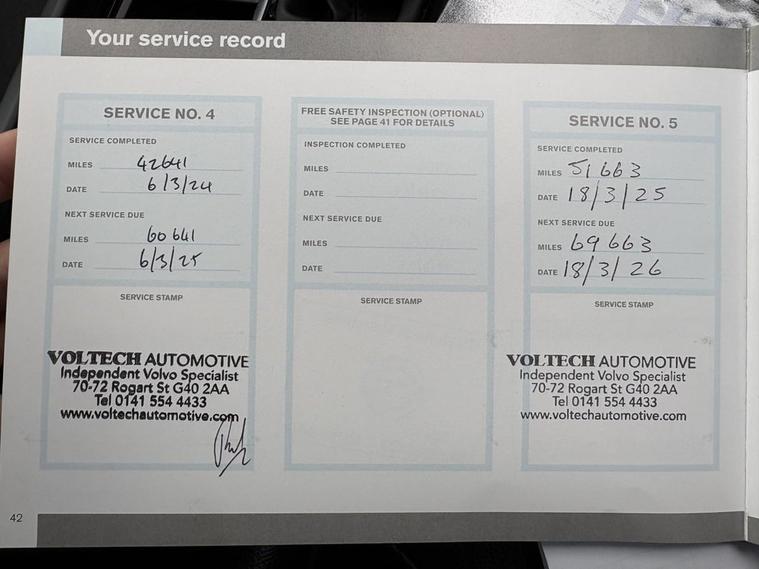 Your service record
SERVICE NO. 4
SERVICE COMPLETED
MILES 42641
DATE 6/3/24
NEXT SERVICE DUE
MILES 60641
DATE 6/3/25
SERVICE STAMP
VOLTECH AUTOMOTIVE
Independent Volvo Specialist
70-72 Rogart St G40 2AA
Tel 0141 554 4433
www.voltechautomotive.com
FREE SAFETY INSPECTION (OPTIONAL)
SEE PAGE 41 FOR DETAILS
INSPECTION COMPLETED
MILES
DATE
NEXT SERVICE DUE
MILES
DATE
SERVICE STAMP
SERVICE NO. 5
SERVICE COMPLETED
MILES 51663
DATE 18/3/25
NEXT SERVICE DUE
MILES 69663
DATE 18/3/26
SERVICE STAMP
VOLTECH AUTOMOTIVE
Independent Volvo Specialist
70-72 Rogart St G40 2AA
Tel 0141 554 4433
www.voltechautomotive.com
42